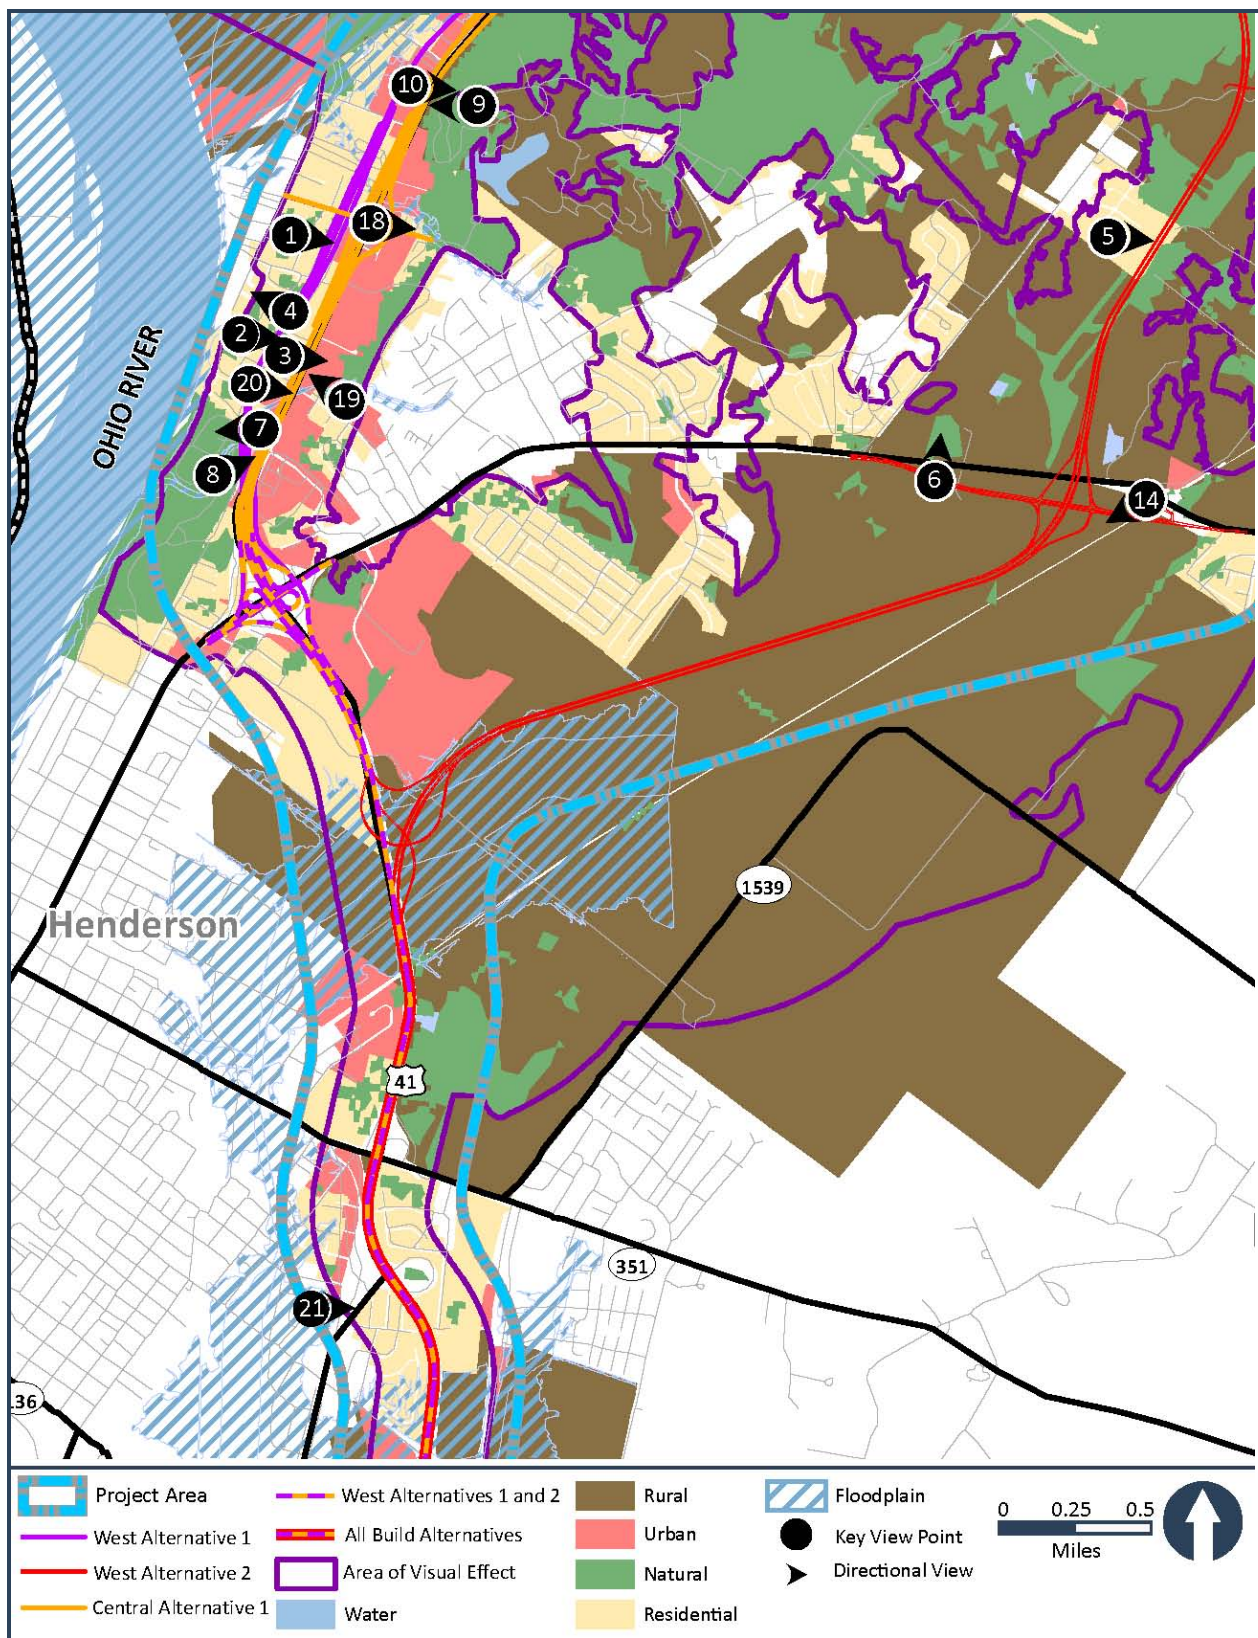 10
9
18
1
5
4
2
3
20
19
7
8
6
14
OHIO RIVER
1539
Henderson
41
351
21
136
Project Area
West Alternative 1
West Alternative 2
Central Alternative 1
West Alternatives 1 and 2
All Build Alternatives
Area of Visual Effect
Water
Rural
Urban
Natural
Residential
Floodplain
Key View Point
Directional View
0 0.25 0.5
Miles